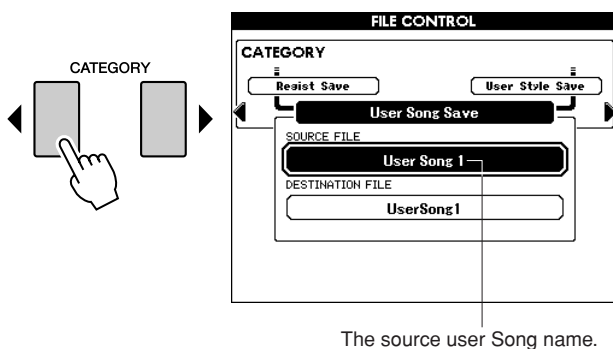 FILE CONTROL
CATEGORY
CATEGORY
Regist Save
User Style Save
User Song Save
SOURCE FILE
User Song 1
DESTINATION FILE
UserSong1
The source user Song name.